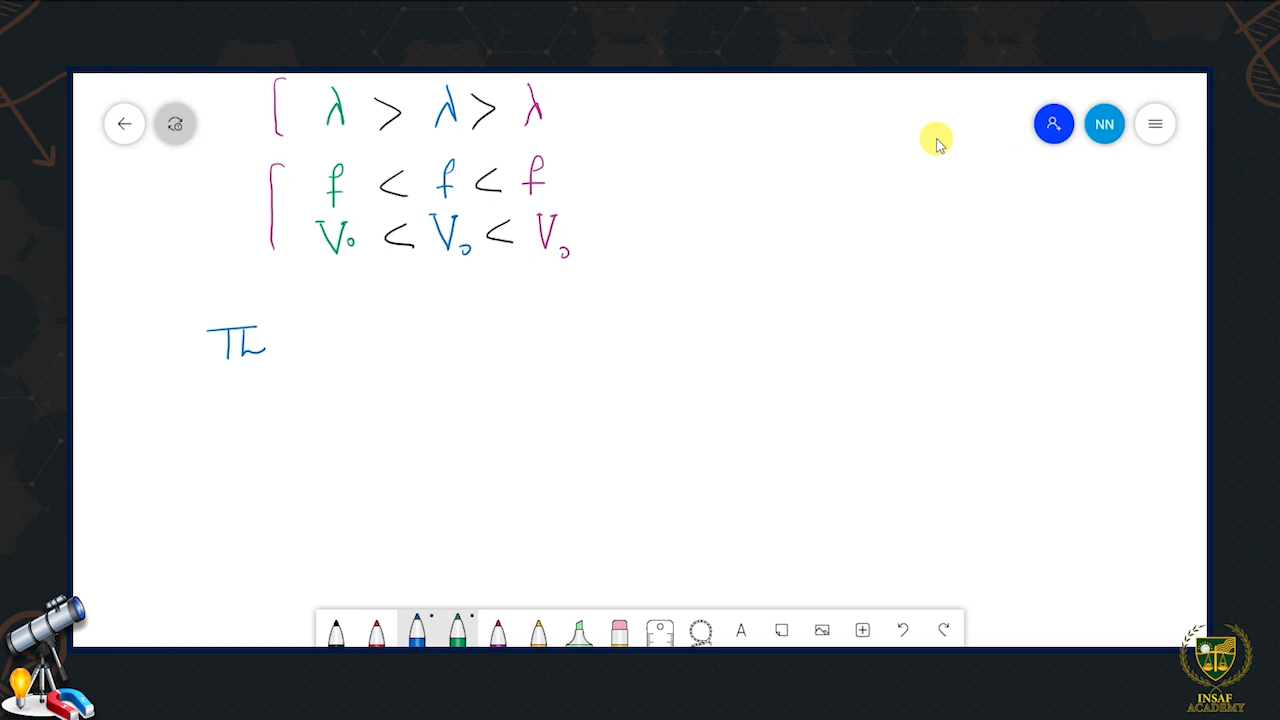 λ > λ > λ
f < f < f
V₀ < V₀ < V₀
Th
NN
A
INSAF
ACADEMY